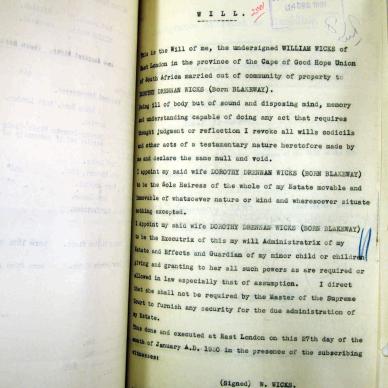 W I L L.
This is the Will of me, the undersigned WILLIAM WICKS of
East London in the province of the Cape of Good Hope Union
of South Africa married out of community of property to
DOROTHY DRENNAN WICKS (Born BLAKEWAY).
Being ill of body but of sound and disposing mind, memory
and understanding capable of doing any act that requires
thought judgment or reflection I revoke all wills codicils
and other acts of a testamentary nature heretofore made by
me and declare the same null and void.
I appoint my said wife DOROTHY DRENNAN WICKS (BORN BLAKEWAY)
to be the Sole Heiress of the whole of my Estate movable and
immovable of whatsoever nature or kind and wheresoever situate
nothing excepted.
I appoint my said wife DOROTHY DRENNAN WICKS (BORN BLAKEWAY)
to be the Executrix of this my will Administratrix of my
Estate and Effects and Guardian of my minor child or children
giving and granting to her all such powers as are required or
allowed in law especially that of assumption. I direct
that she shall not be required by the Master of the Supreme
Court to furnish any security for the due administration of
my Estate.
Thus done and executed at East London on this 27th day of the
month of January A.D. 1930 in the presence of the subscribing
witnesses:
(Signed) W. WICKS.